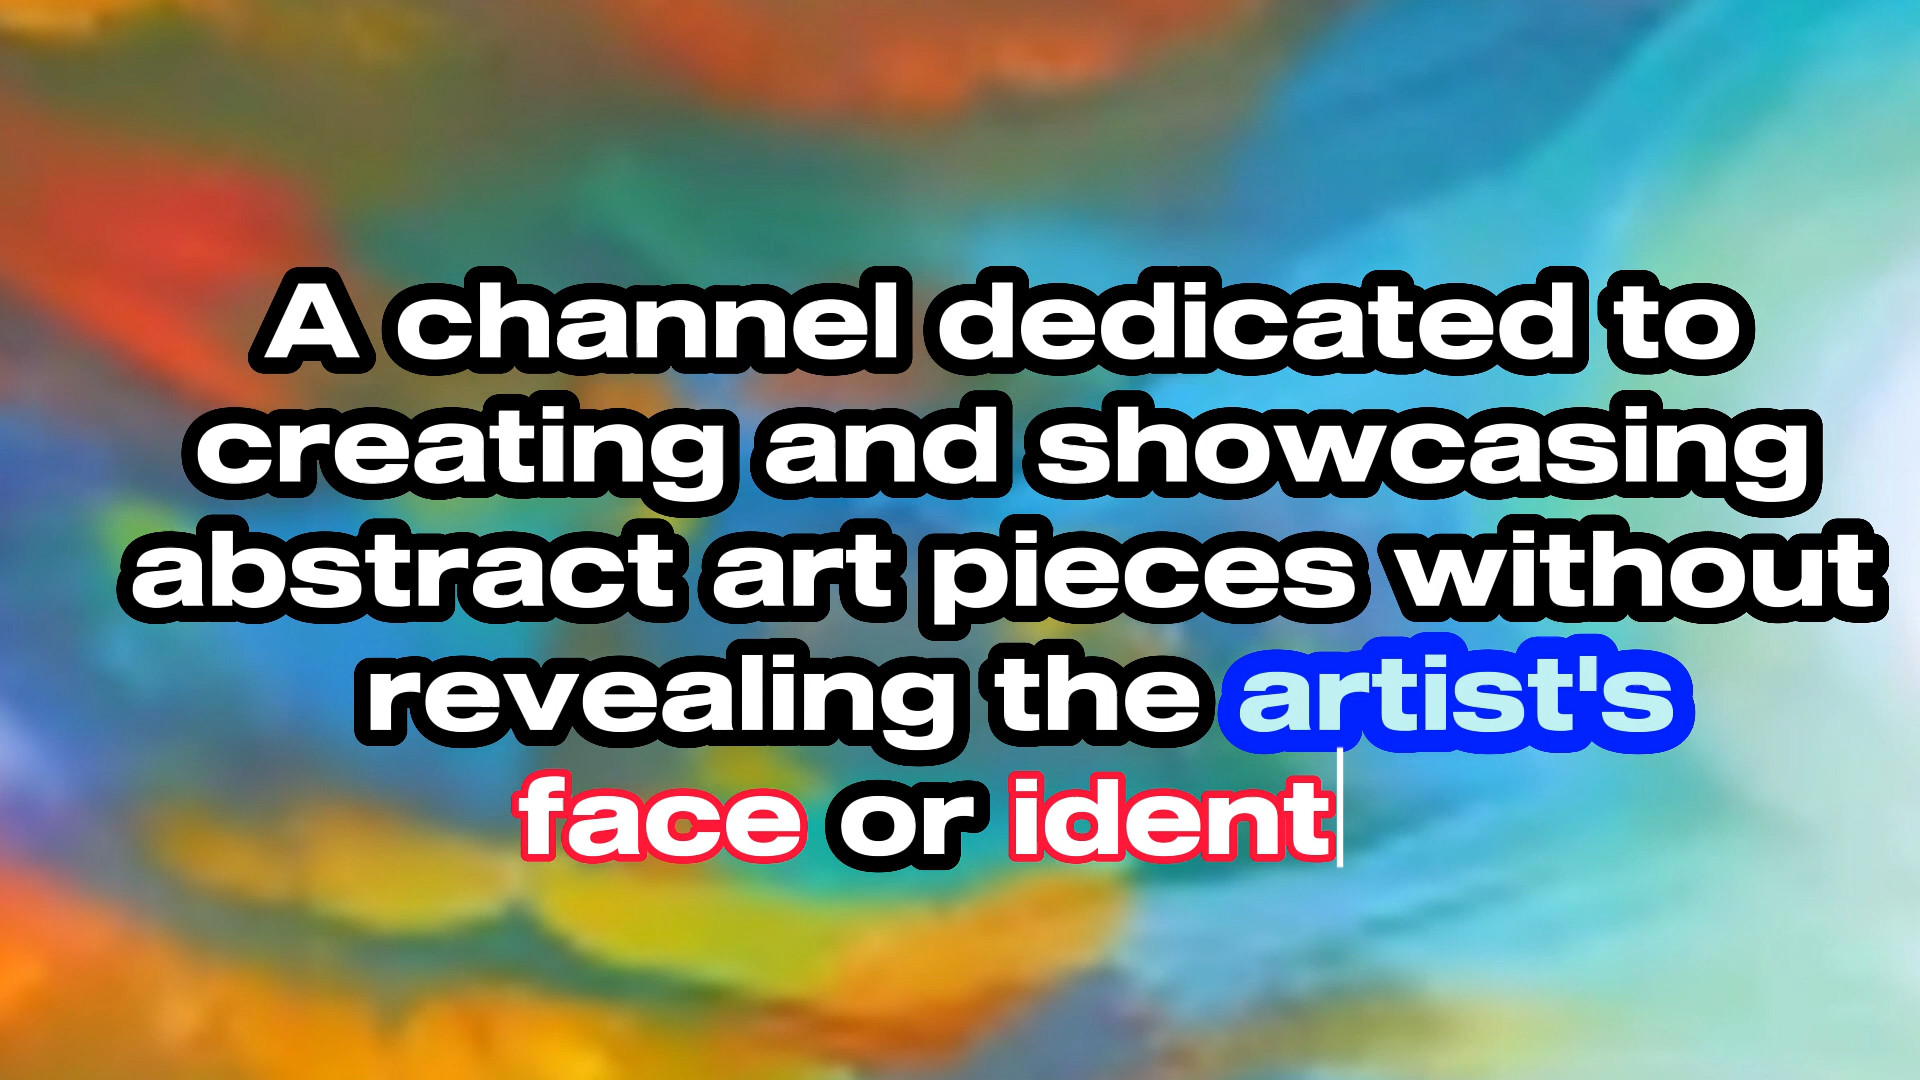 A channel dedicated to
creating and showcasing
abstract art pieces without
revealing the artist's
face or ident